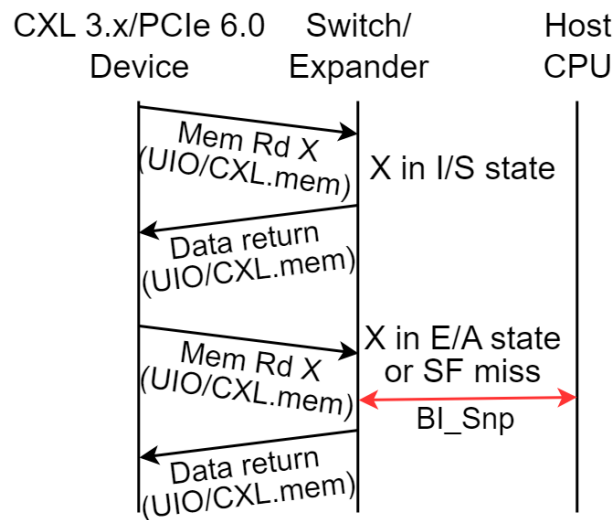 CXL 3.x/PCIe 6.0
Device
Switch/
Expander
Host
CPU
Mem Rd X
(UIO/CXL.mem)
X in I/S state
Data return
(UIO/CXL.mem)
Mem Rd X
(UIO/CXL.mem)
X in E/A state
or SF miss
BI_Snp
Data return
(UIO/CXL.mem)